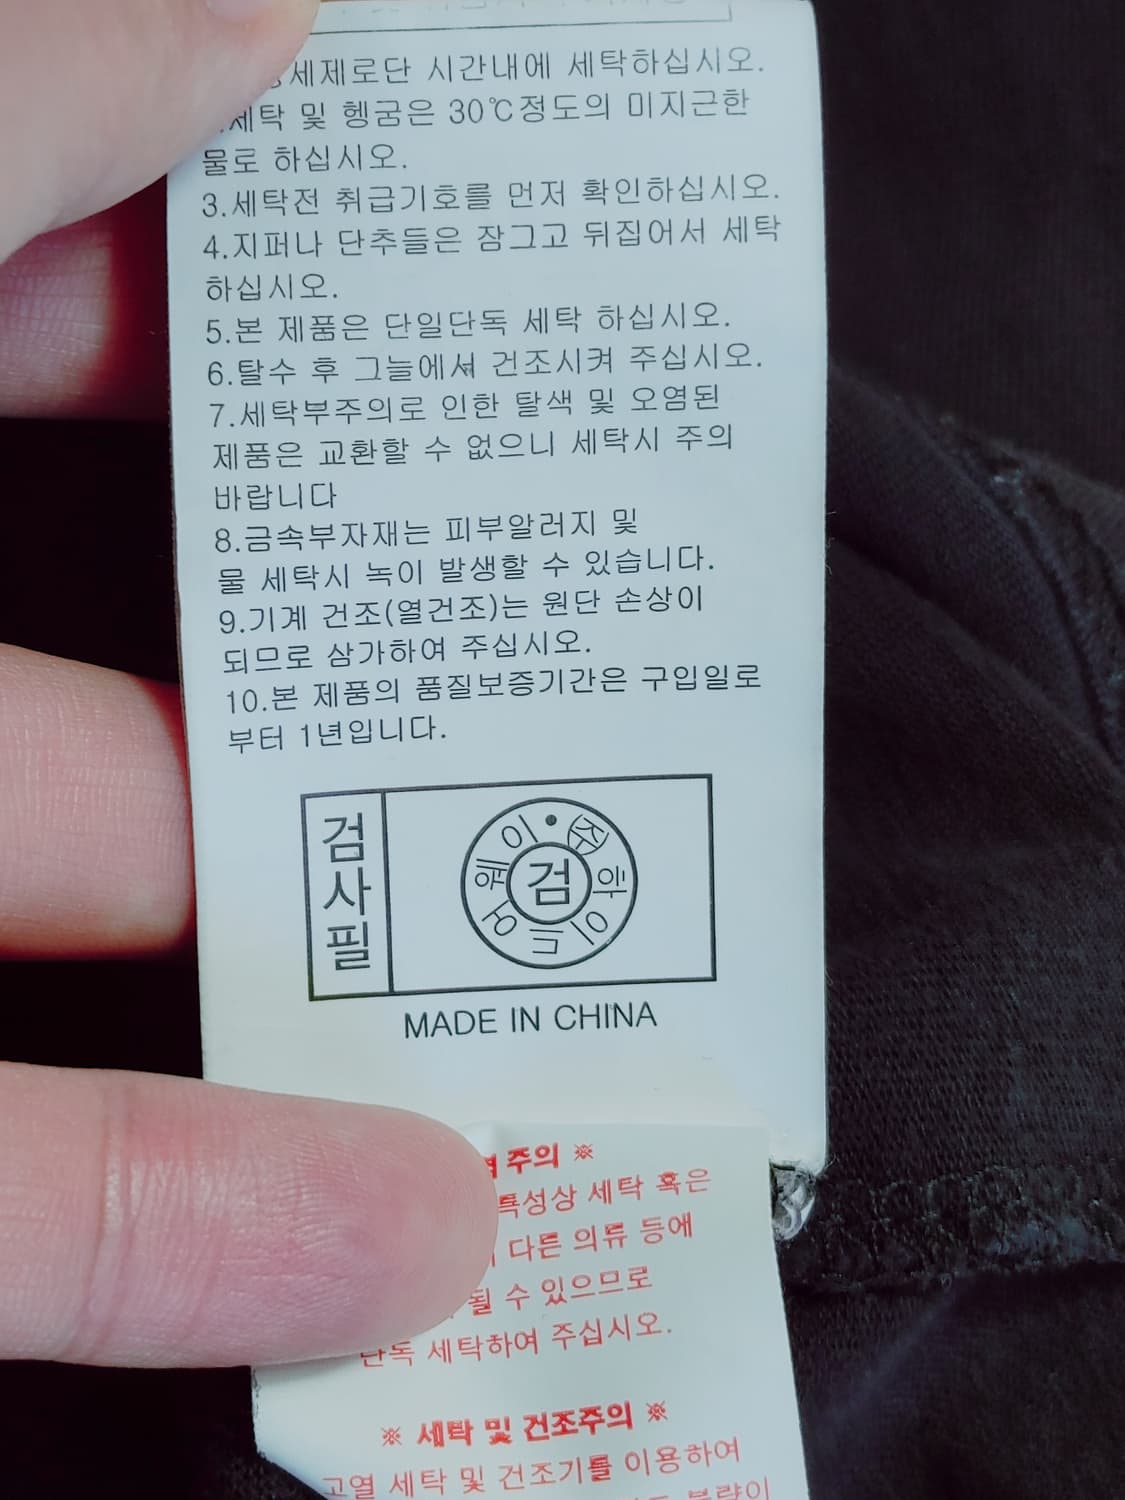 세제로단 시간내에 세탁하십시오.
세탁 및 헹굼은 30℃정도의 미지근한
물로 하십시오.
3.세탁전 취급기호를 먼저 확인하십시오.
4.지퍼나 단추들은 잠그고 뒤집어서 세탁
하십시오.
5.본 제품은 단일단독 세탁 하십시오.
6.탈수 후 그늘에서 건조시켜 주십시오.
7.세탁부주의로 인한 탈색 및 오염된
제품은 교환할 수 없으니 세탁시 주의
바랍니다
8.금속부자재는 피부알러지 및
물 세탁시 녹이 발생할 수 있습니다.
9.기계 건조(열건조)는 원단 손상이
되므로 삼가하여 주십시오.
10.본 제품의 품질보증기간은 구입일로
부터 1년입니다.
검사필
㈜하이드어웨이
검
MADE IN CHINA
주의 ※
특성상 세탁 혹은
다른 의류 등에
될 수 있으므로
단독 세탁하여 주십시오.
※ 세탁 및 건조주의 ※
고열 세탁 및 건조기를 이용하여
불량이